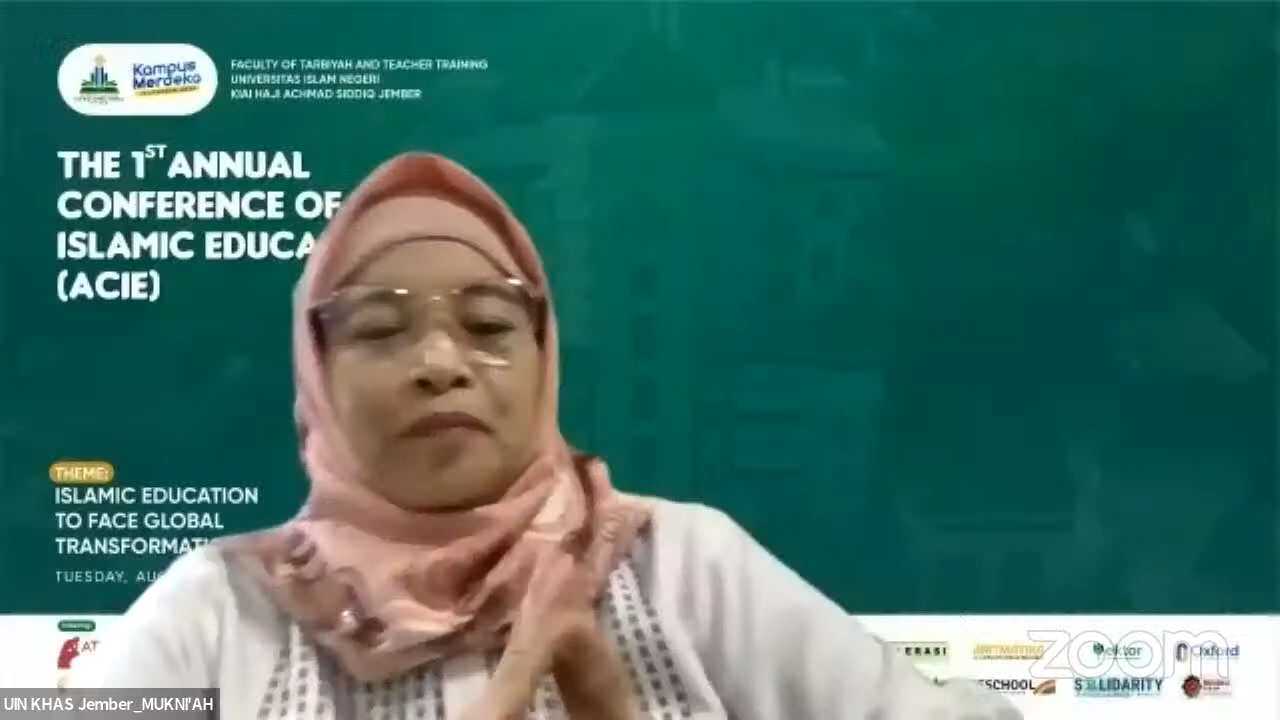 Kampus
Merdeka
FACULTY OF TARBIYAH AND TEACHER TRAINING
UNIVERSITAS ISLAM NEGERI
KIAI HAJI ACHMAD SIDDIQ JEMBER
THE 1ST ANNUAL
CONFERENCE OF
ISLAMIC EDUCA
(ACIE)
THEME:
ISLAMIC EDUCATION
TO FACE GLOBAL
TRANSFORMATI
TUESDAY, AU
AT
ERASI
Oxford
zoom
SCHOOL
SOLIDARITY
UIN KHAS Jember_MUKNI'AH